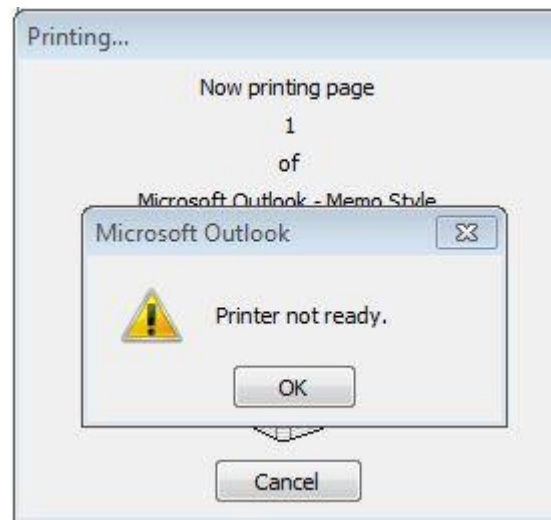 Printing...
Now printing page
1
of
Microsoft Outlook - Memo Style
Microsoft Outlook
Printer not ready.
OK
Cancel